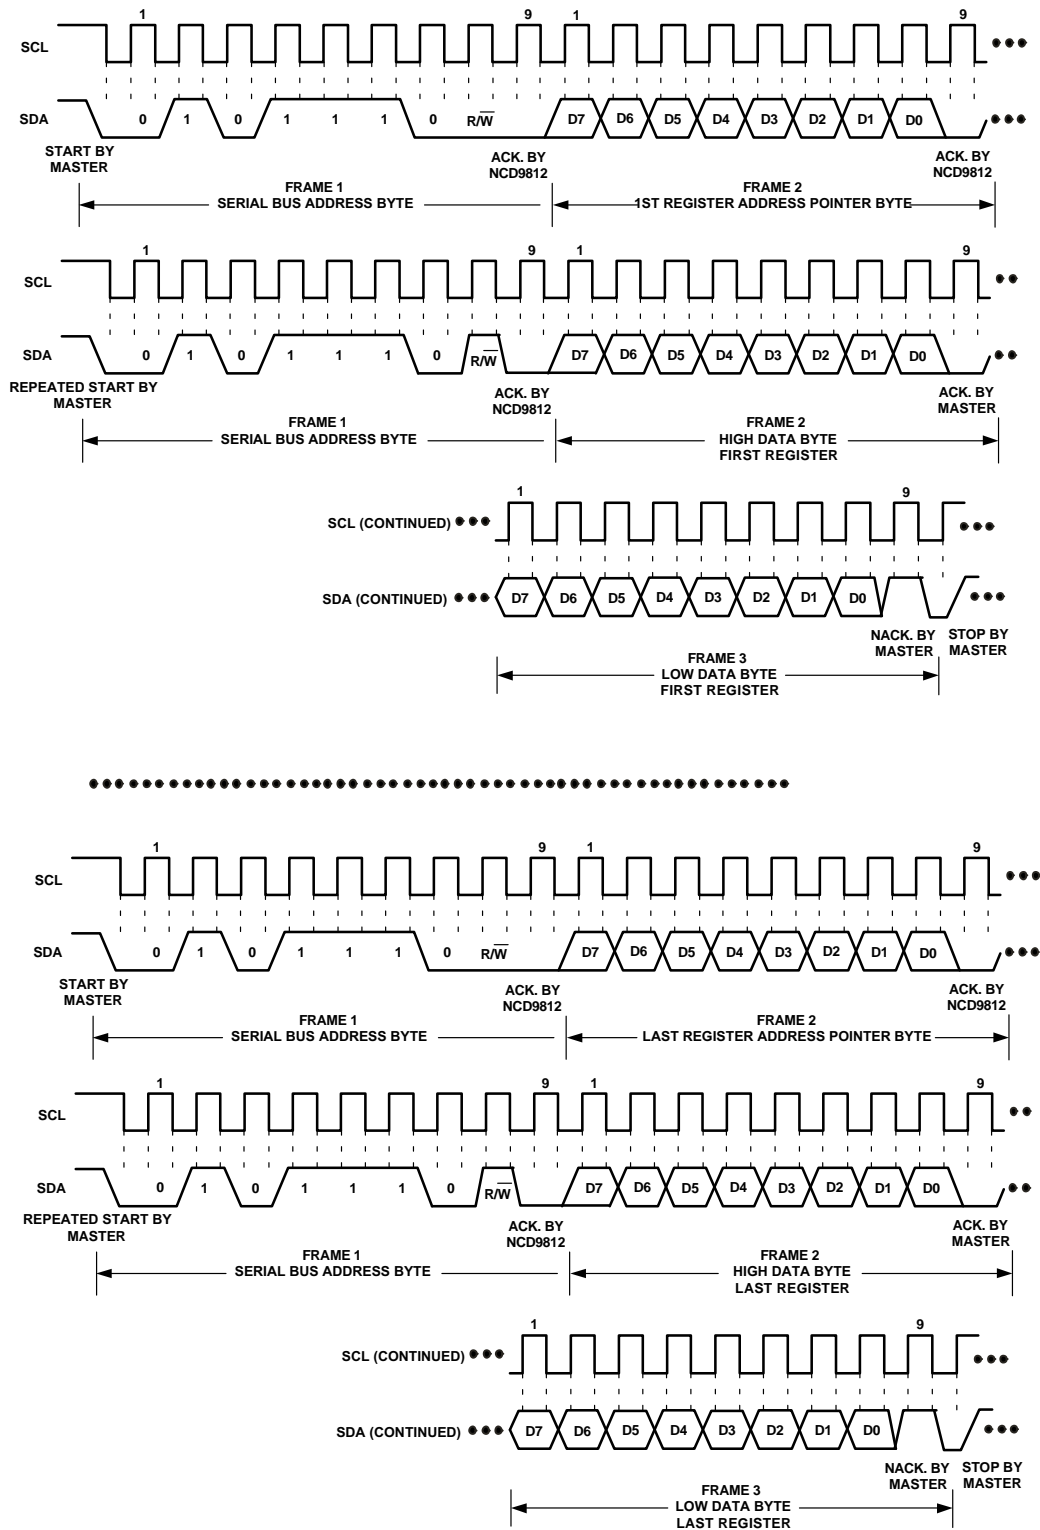 1 9 1 9
SCL
SDA
0 1 0 1 1 1 0 R/W D7 D6 D5 D4 D3 D2 D1 D0
START BY
MASTER
ACK. BY
NCD9812
ACK. BY
NCD9812
FRAME 1
SERIAL BUS ADDRESS BYTE
FRAME 2
1ST REGISTER ADDRESS POINTER BYTE
1 9 1 9
SCL
SDA
0 1 0 1 1 1 0 R/W D7 D6 D5 D4 D3 D2 D1 D0
REPEATED START BY
MASTER
ACK. BY
NCD9812
ACK. BY
MASTER
FRAME 1
SERIAL BUS ADDRESS BYTE
FRAME 2
HIGH DATA BYTE
FIRST REGISTER
1 9
SCL (CONTINUED)
SDA (CONTINUED)
D7 D6 D5 D4 D3 D2 D1 D0
NACK. BY
MASTER
STOP BY
MASTER
FRAME 3
LOW DATA BYTE
FIRST REGISTER
1 9 1 9
SCL
SDA
0 1 0 1 1 1 0 R/W D7 D6 D5 D4 D3 D2 D1 D0
START BY
MASTER
ACK. BY
NCD9812
ACK. BY
NCD9812
FRAME 1
SERIAL BUS ADDRESS BYTE
FRAME 2
LAST REGISTER ADDRESS POINTER BYTE
1 9 1 9
SCL
SDA
0 1 0 1 1 1 0 R/W D7 D6 D5 D4 D3 D2 D1 D0
REPEATED START BY
MASTER
ACK. BY
NCD9812
ACK. BY
MASTER
FRAME 1
SERIAL BUS ADDRESS BYTE
FRAME 2
HIGH DATA BYTE
LAST REGISTER
1 9
SCL (CONTINUED)
SDA (CONTINUED)
D7 D6 D5 D4 D3 D2 D1 D0
NACK. BY
MASTER
STOP BY
MASTER
FRAME 3
LOW DATA BYTE
LAST REGISTER